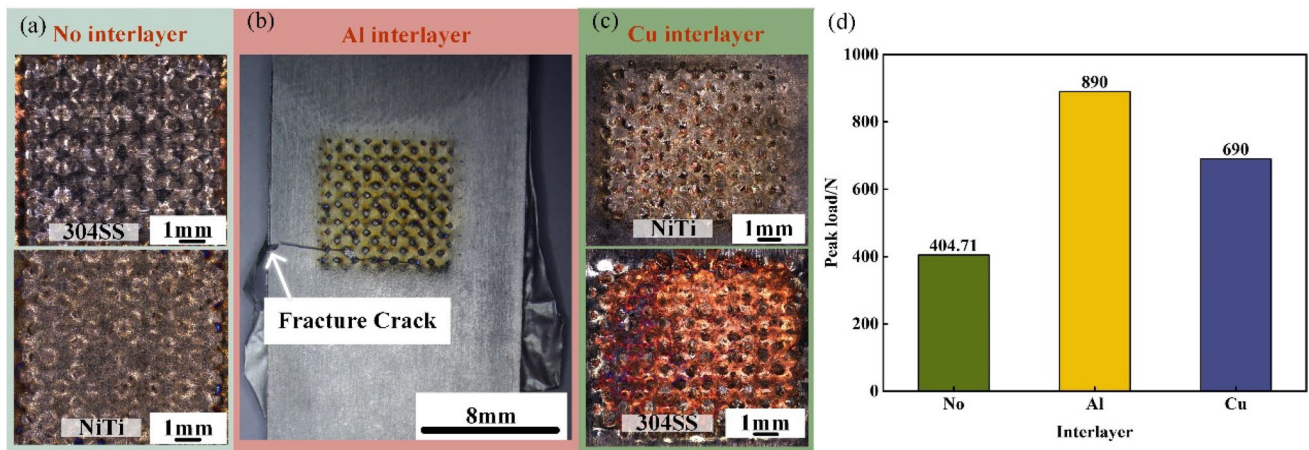 (a) No interlayer
304SS 1mm
NiTi 1mm
(b) Al interlayer
Fracture Crack
8mm
(c) Cu interlayer
NiTi 1mm
304SS 1mm
(d)
Peak load/N
1000
800
600
400
200
0
404.71
890
690
No Al Cu
Interlayer